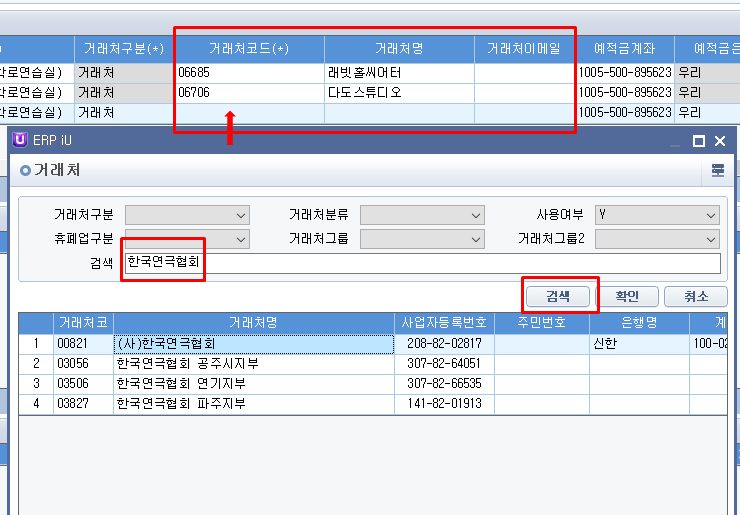 거래처구분(*) 거래처코드(*) 거래처명 거래처이메일 예적금계좌
학로연습실) 거래처 06685 래빗홀씨어터 1005-500-895623 우리
학로연습실) 거래처 06706 다도스튜디오 1005-500-895623 우리
학로연습실) 거래처 1005-500-895623 우리
U ERP iU
거래처
거래처구분 거래처분류 사용여부 Y
휴폐업구분 거래처그룹 거래처그룹2
검색 한국연극협회
검색 확인 취소
거래처코 거래처명 사업자등록번호 주민번호 은행명 계
1 00821 (사)한국연극협회 208-82-02817 신한
2 03056 한국연극협회 공주시지부 307-82-64051
3 03506 한국연극협회 연기지부 307-82-66535
4 03827 한국연극협회 파주지부 141-82-01913